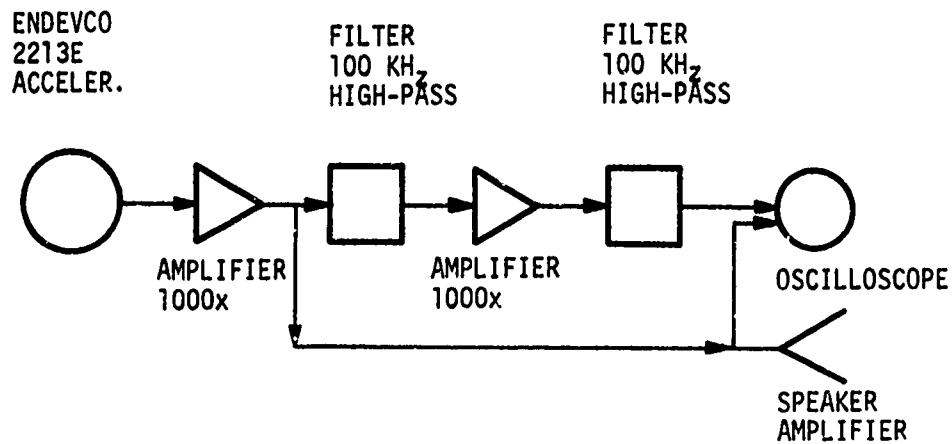 ENDEVCO
2213E
ACCELER.
FILTER
100 KHz
HIGH-PASS
FILTER
100 KHz
HIGH-PASS
AMPLIFIER
1000x
AMPLIFIER
1000x
OSCILLOSCOPE
SPEAKER
AMPLIFIER